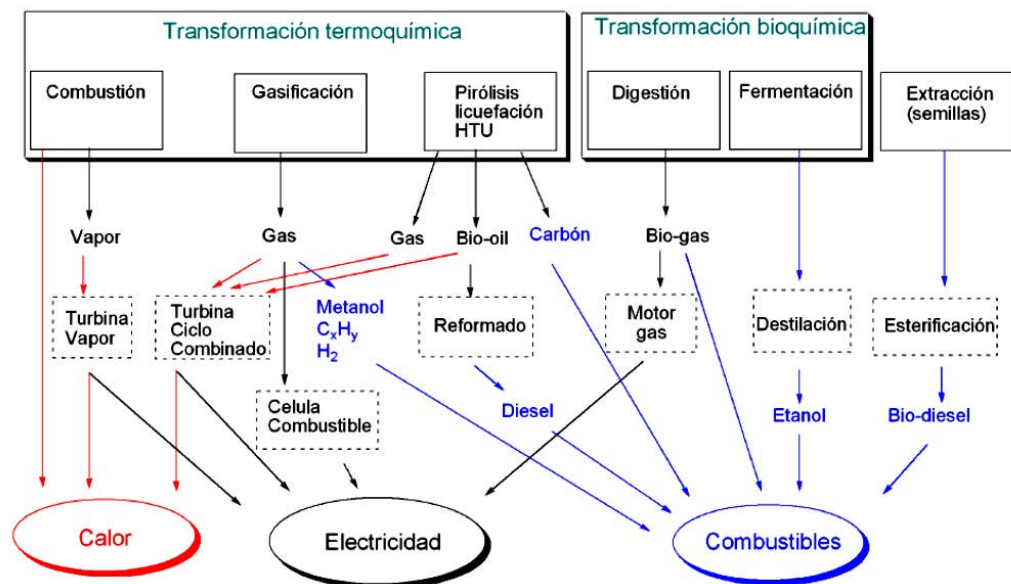 Transformación termoquímica
Transformación bioquímica
Combustión
Gasificación
Pirólisis
licuefación
HTU
Digestión
Fermentación
Extracción
(semillas)
Vapor
Gas
Gas
Bio-oil
Carbón
Bio-gas
Turbina
Vapor
Turbina
Ciclo
Combinado
Metanol
CxHy
H2
Reformado
Motor
gas
Destilación
Esterificación
Celula
Combustible
Diesel
Etanol
Bio-diesel
Calor
Electricidad
Combustibles